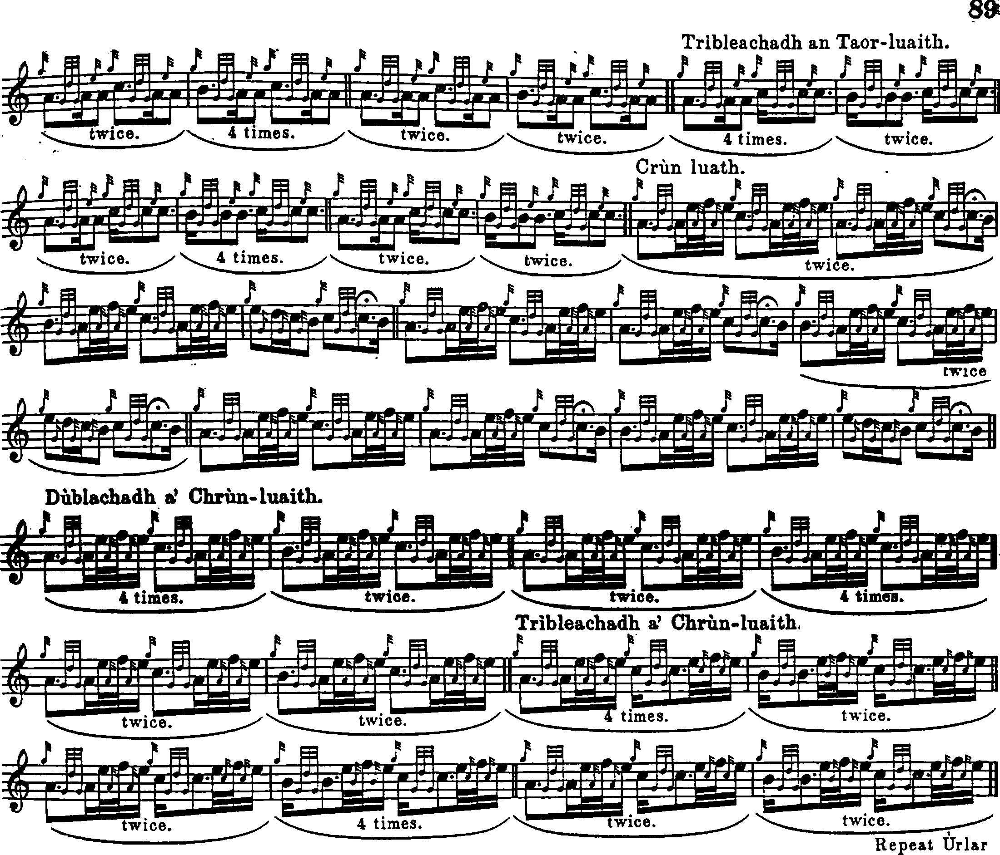 89
Trìbleachadh an Taor-luaith.
twice. 4 times. twice. twice. 4 times. twice.
Crùn luath.
twice. 4 times. twice. twice. twice.
twice
Dùblachadh a' Chrùn-luaith.
4 times. twice. twice. 4 times.
Trìbleachadh a' Chrùn-luaith.
twice. twice. 4 times. twice.
twice. 4 times. twice. twice.
Repeat Ùrlar